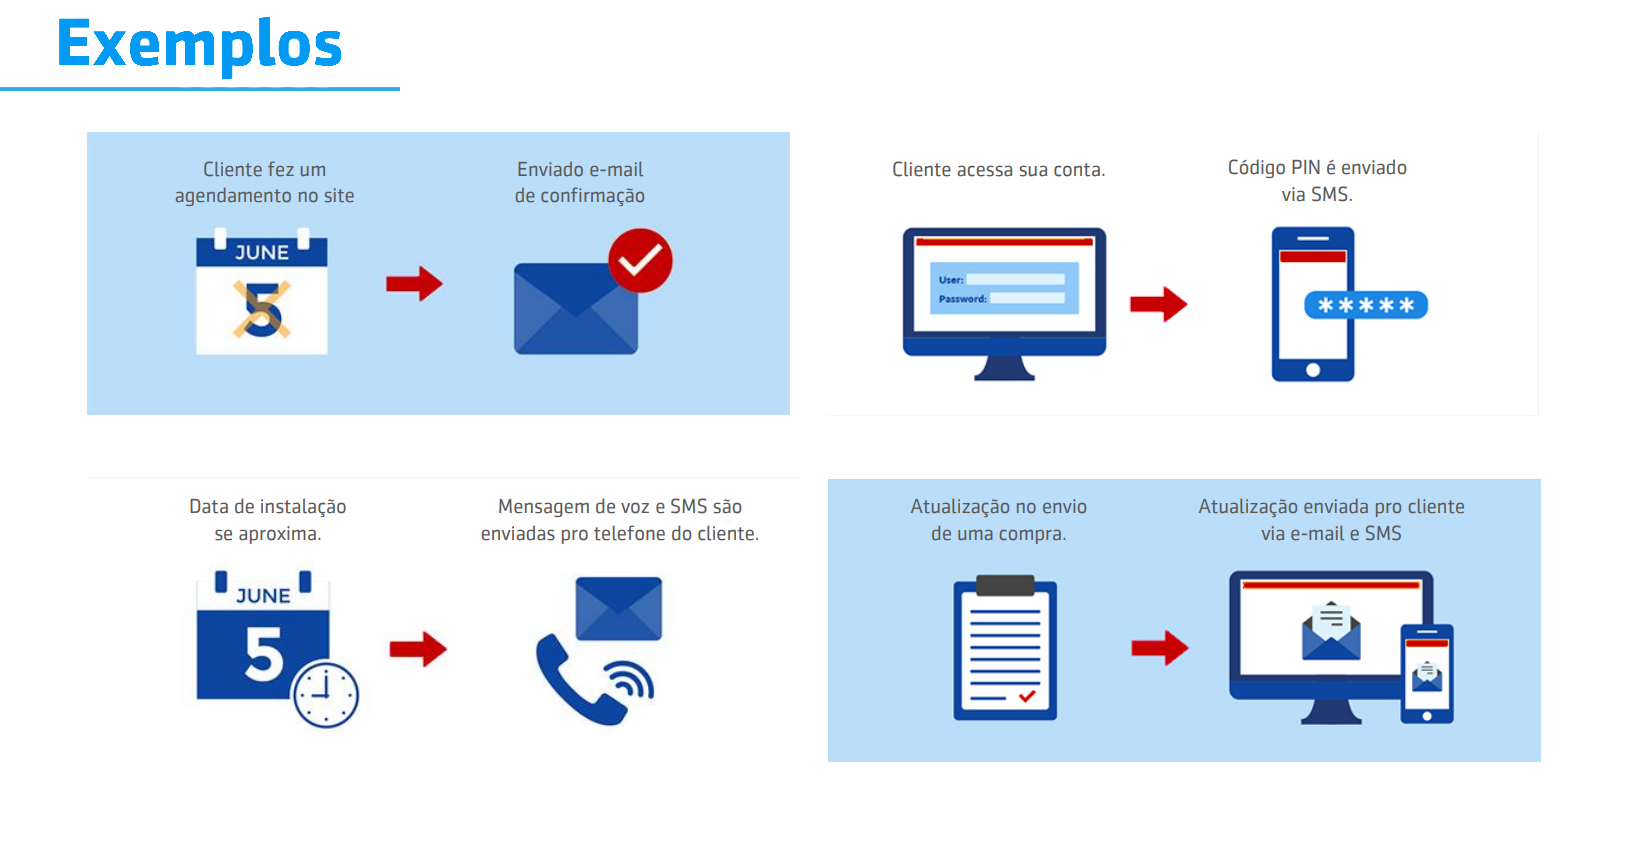 Exemplos
Cliente fez um
agendamento no site
Enviado e-mail
de confirmação
JUNE
5
Cliente acessa sua conta.
Código PIN é enviado
via SMS.
User:
Password:
*****
Data de instalação
se aproxima.
Mensagem de voz e SMS são
enviadas pro telefone do cliente.
JUNE
5
Atualização no envio
de uma compra.
Atualização enviada pro cliente
via e-mail e SMS